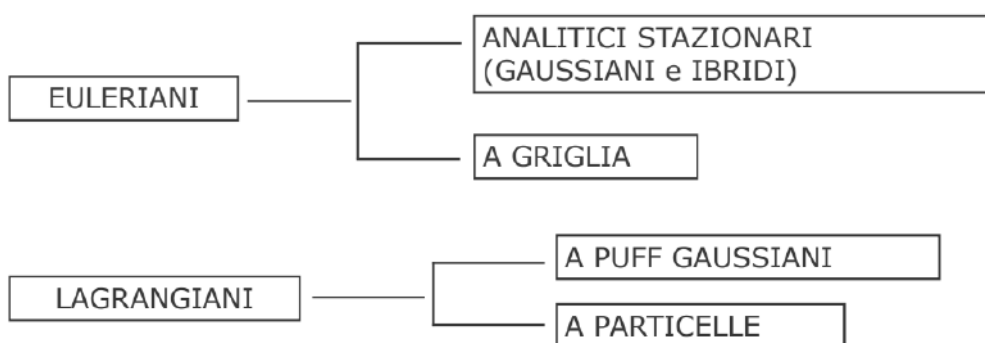 ANALITICI STAZIONARI
(GAUSSIANI e IBRIDI)
EULERIANI
A GRIGLIA
A PUFF GAUSSIANI
LAGRANGIANI
A PARTICELLE